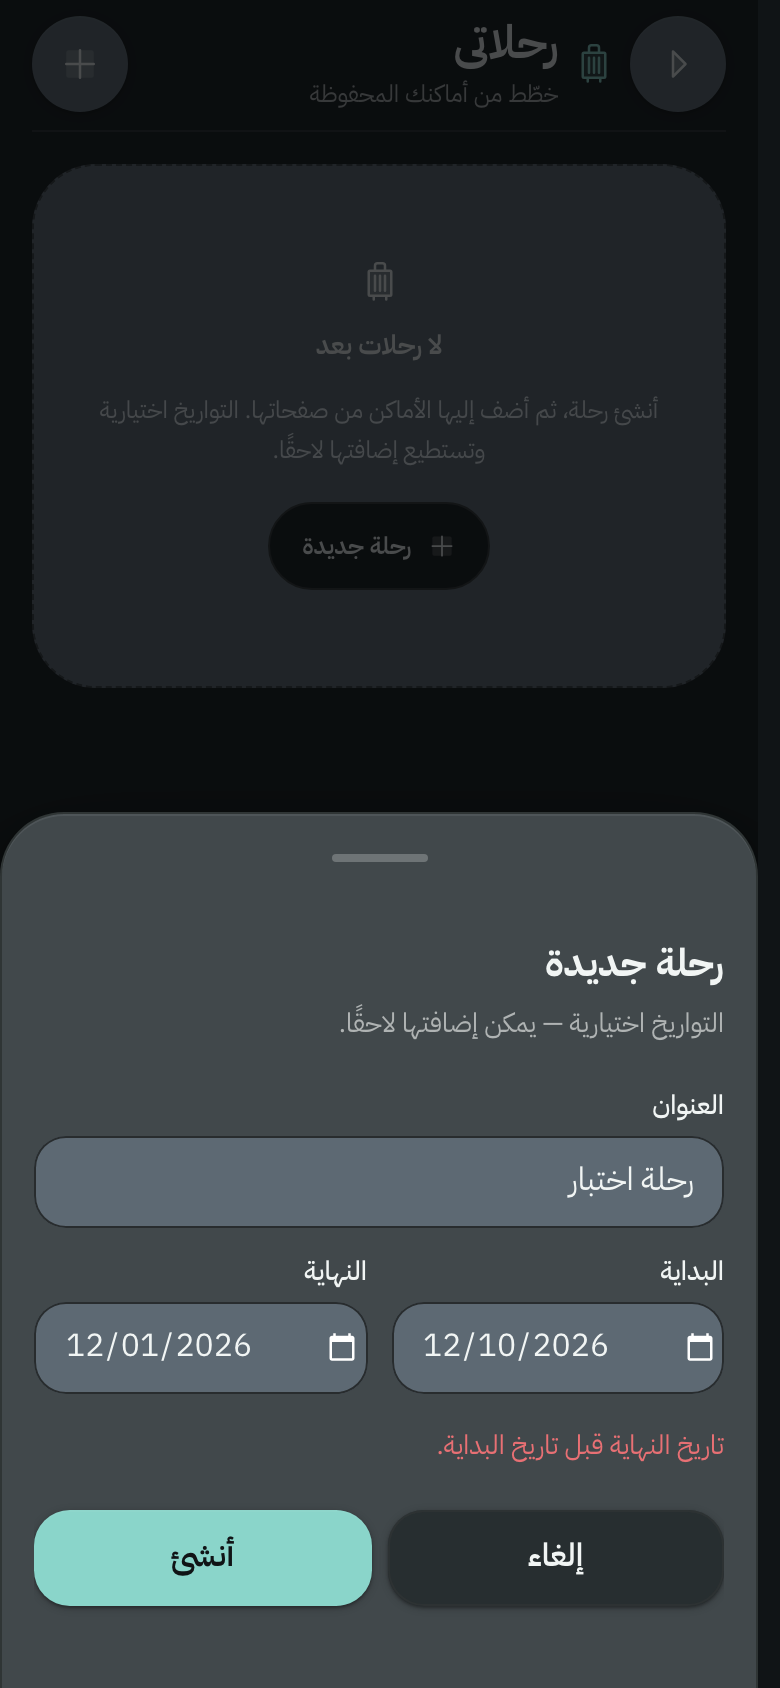 رحلاتي
خطّط من أماكنك المحفوظة
لا رحلات بعد
أنشئ رحلة، ثم أضف إليها الأماكن من صفحاتها. التواريخ اختيارية
وتستطيع إضافتها لاحقًا.
رحلة جديدة
رحلة جديدة
التواريخ اختيارية — يمكن إضافتها لاحقًا.
العنوان
رحلة اختبار
البداية
النهاية
12/10/2026
12/01/2026
تاريخ النهاية قبل تاريخ البداية.
إلغاء
أنشئ